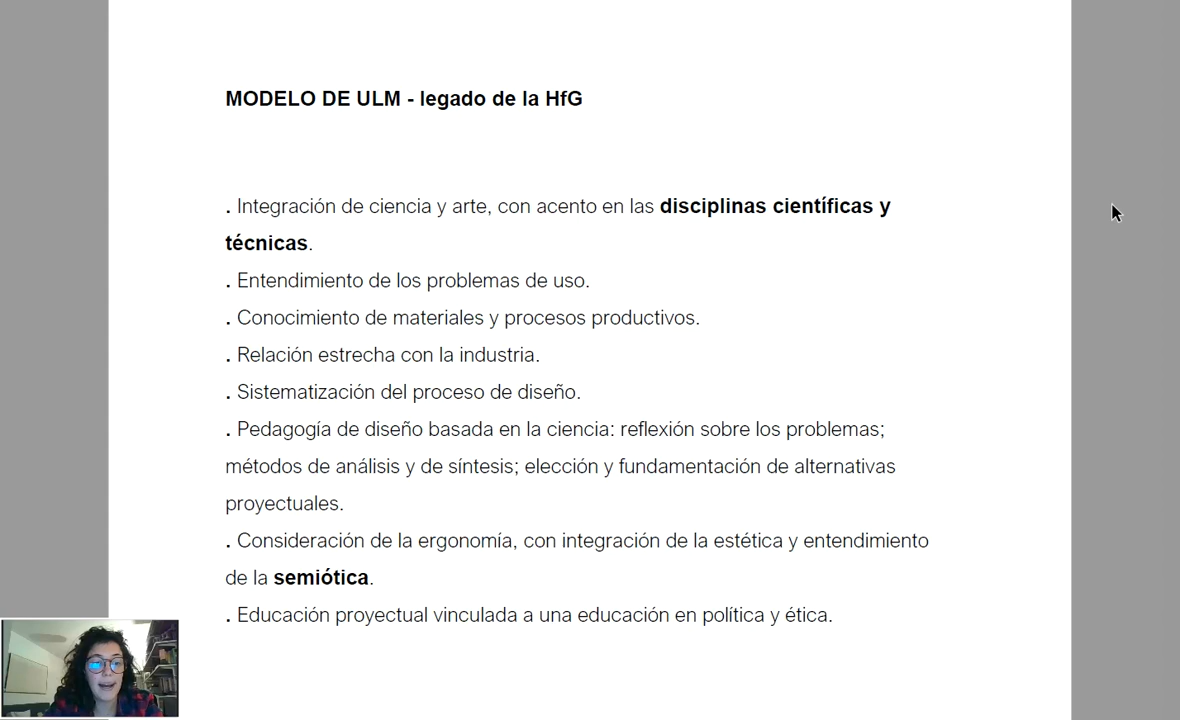 MODELO DE ULM - legado de la HfG
. Integración de ciencia y arte, con acento en las disciplinas científicas y
técnicas.
. Entendimiento de los problemas de uso.
. Conocimiento de materiales y procesos productivos.
. Relación estrecha con la industria.
. Sistematización del proceso de diseño.
. Pedagogía de diseño basada en la ciencia: reflexión sobre los problemas;
métodos de análisis y de síntesis; elección y fundamentación de alternativas
proyectuales.
. Consideración de la ergonomía, con integración de la estética y entendimiento
de la semiótica.
. Educación proyectual vinculada a una educación en política y ética.